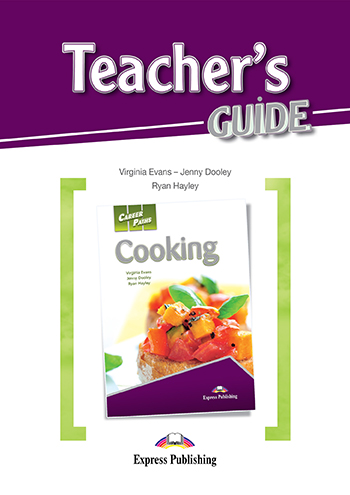 Teacher's
GUIDE
Virginia Evans – Jenny Dooley
Ryan Hayley
CAREER
PATHS
Cooking
Virginia Evans
Jenny Dooley
Ryan Hayley
Express Publishing
Express Publishing